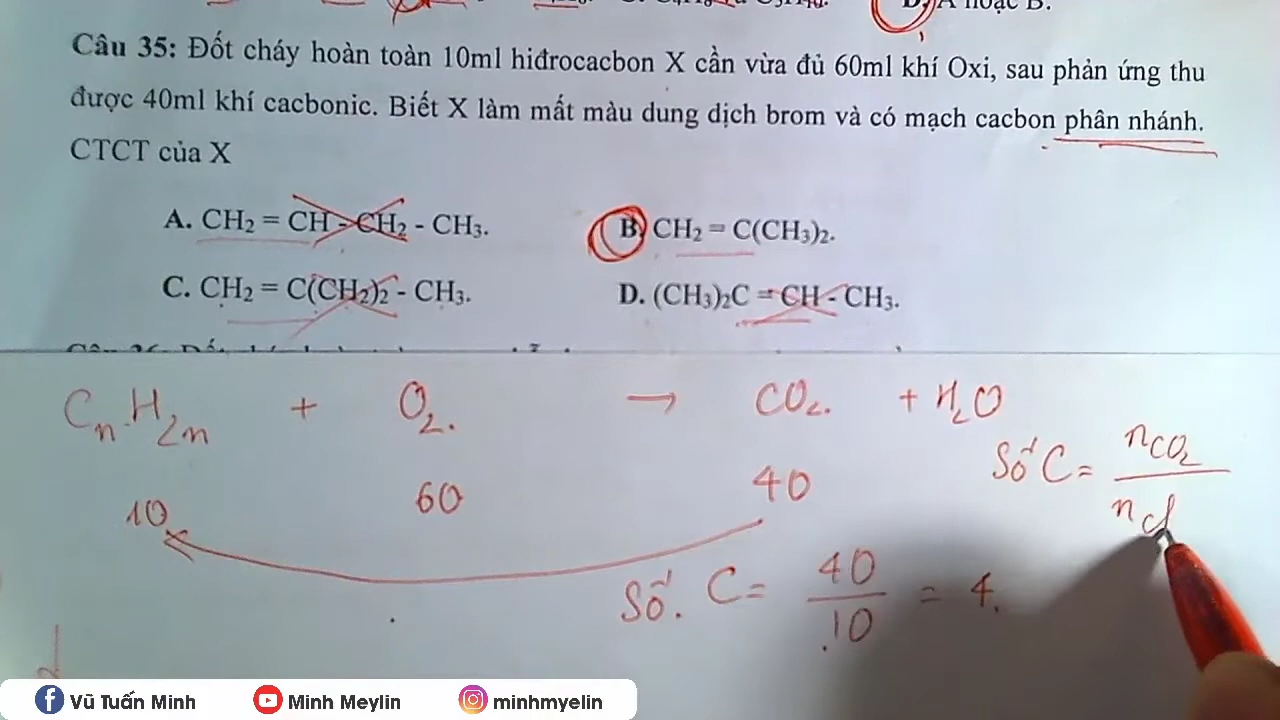 D. A hoặc B.
Câu 35: Đốt cháy hoàn toàn 10ml hiđrocacbon X cần vừa đủ 60ml khí Oxi, sau phản ứng thu
được 40ml khí cacbonic. Biết X làm mất màu dung dịch brom và có mạch cacbon phân nhánh.
CTCT của X
A. CH₂ = CH - CH₂ - CH₃.
B. CH₂ = C(CH₃)₂.
C. CH₂ = C(CH₂)₂ - CH₃.
D. (CH₃)₂C = CH - CH₃.
CₙH₂ₙ + O₂. → CO₂. + H₂O
10 60 40
Số C = nCO₂
Số. C = 40/10 = 4.
Vũ Tuấn Minh
Minh Meylin
minhmyelin